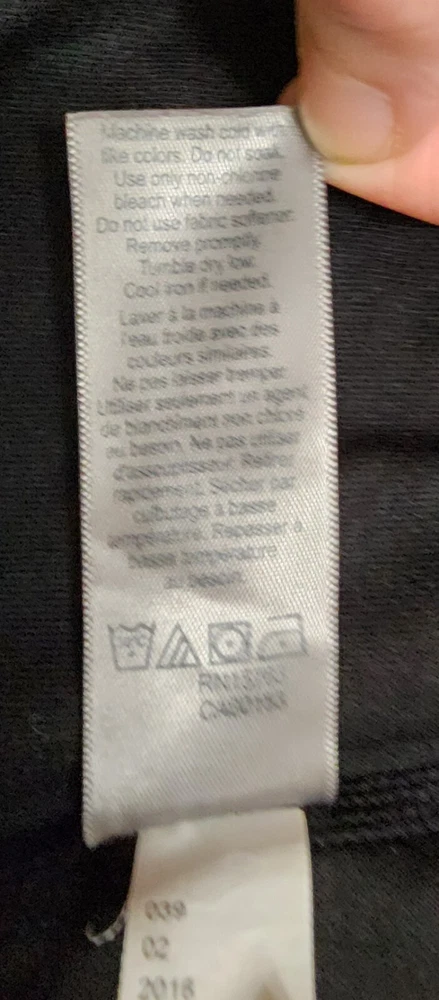 Machine wash cold with
like colors. Do not soak.
Use only non-chlorine
bleach when needed.
Do not use fabric softener.
Remove promptly.
Tumble dry low.
Cool iron if needed.
Laver à la machine à
l'eau froide avec des
couleurs similaires.
Ne pas laisser tremper.
Utiliser seulement un agent
de blanchiment non chloré
au besoin. Ne pas utiliser
d'assouplisseur. Retirer
rapidement. Sécher par
culbutage à basse
température. Repasser à
basse température
au besoin.
039
02
2016